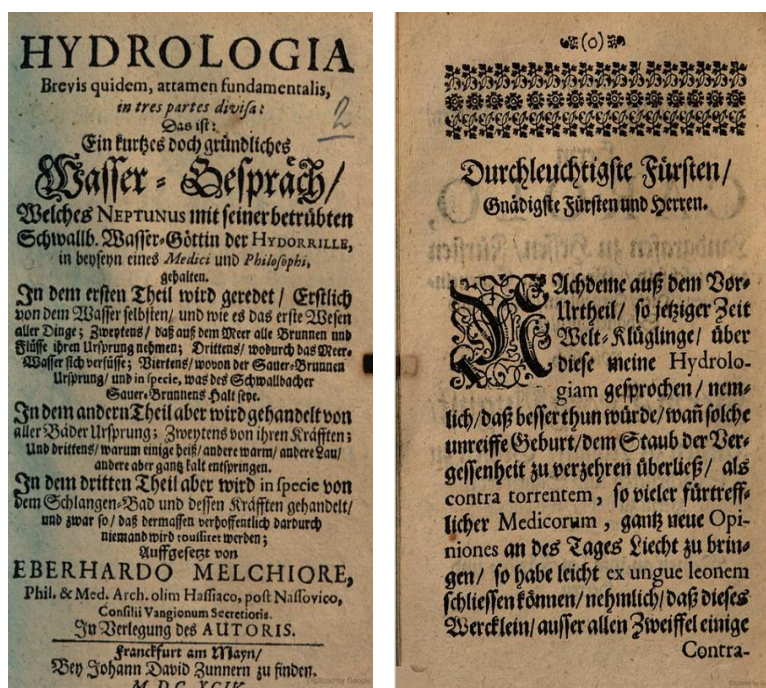 HYDROLOGIA
Brevis quidem, attamen fundamentalis,
in tres partes divisa:
Das ist:
2
Ein kurtzes doch gründliches
Wasser-Gespräch/
Welches NEPTUNUS mit seiner betrübten
Schwallb. Wasser-Göttin der HYDORRILLE,
in beyseyn eines Medici und Philosophi,
gehalten.
In dem ersten Theil wird geredet / Erstlich
von dem Wasser selbsten/ und wie es das erste Wesen
aller Dinge; Zweytens/ daß auß dem Meer alle Brunnen und
Flüsse ihren Ursprung nehmen; Drittens/ wodurch das Meer-
Wasser sich versüsse; Viertens/ wovon der Sauer-Brunnen
Ursprung/ und in specie, was des Schwallbacher
Sauer-Brunnens Halt seye.
In dem andern Theil aber wird gehandelt von
aller Bäder Ursprung; Zweytens von ihren Kräfften;
Und drittens/ warum einige heiß/ andere warm/ andere Lau/
andere aber gantz kalt entspringen.
In dem dritten Theil aber wird in specie von
dem Schlangen-Bad und dessen Kräfften gehandelt/
und zwar so/ daß dermassen verhoffentlich dardurch
niemand wird toussiret werden;
Auffgesetzt von
EBERHARDO MELCHIORE,
Phil. & Med. Arch. olim Hassiaco, post Nassovico,
Consilii Vangionum Secretioris.
In Verlegung des AUTORIS.
Franckfurt am Mayn/
Bey Johann David Zunnern zu finden.
M. D C. XCIV.
Digitized by Google
(0)
Durchleuchtigste Fürsten/
Gnädigste Fürsten und Herren.
NAchdeme auß dem Vor-
Urtheil/ so jetziger Zeit
Welt-Klüglinge/ über
diese meine Hydrolo-
giam gesprochen / nem-
lich/daß besser thun würde/wañ solche
unreiffe Geburt/dem Staub der Ver-
gessenheit zu verzehren überließ/ als
contra torrentem, so vieler fürtreff-
licher Medicorum, gantz neue Opi-
niones an des Tages Liecht zu brin-
gen/ so habe leicht ex ungue leonem
schliessen können/ nehmlich/ daß dieses
Wercklein/ ausser allen Zweiffel einige
Contra-